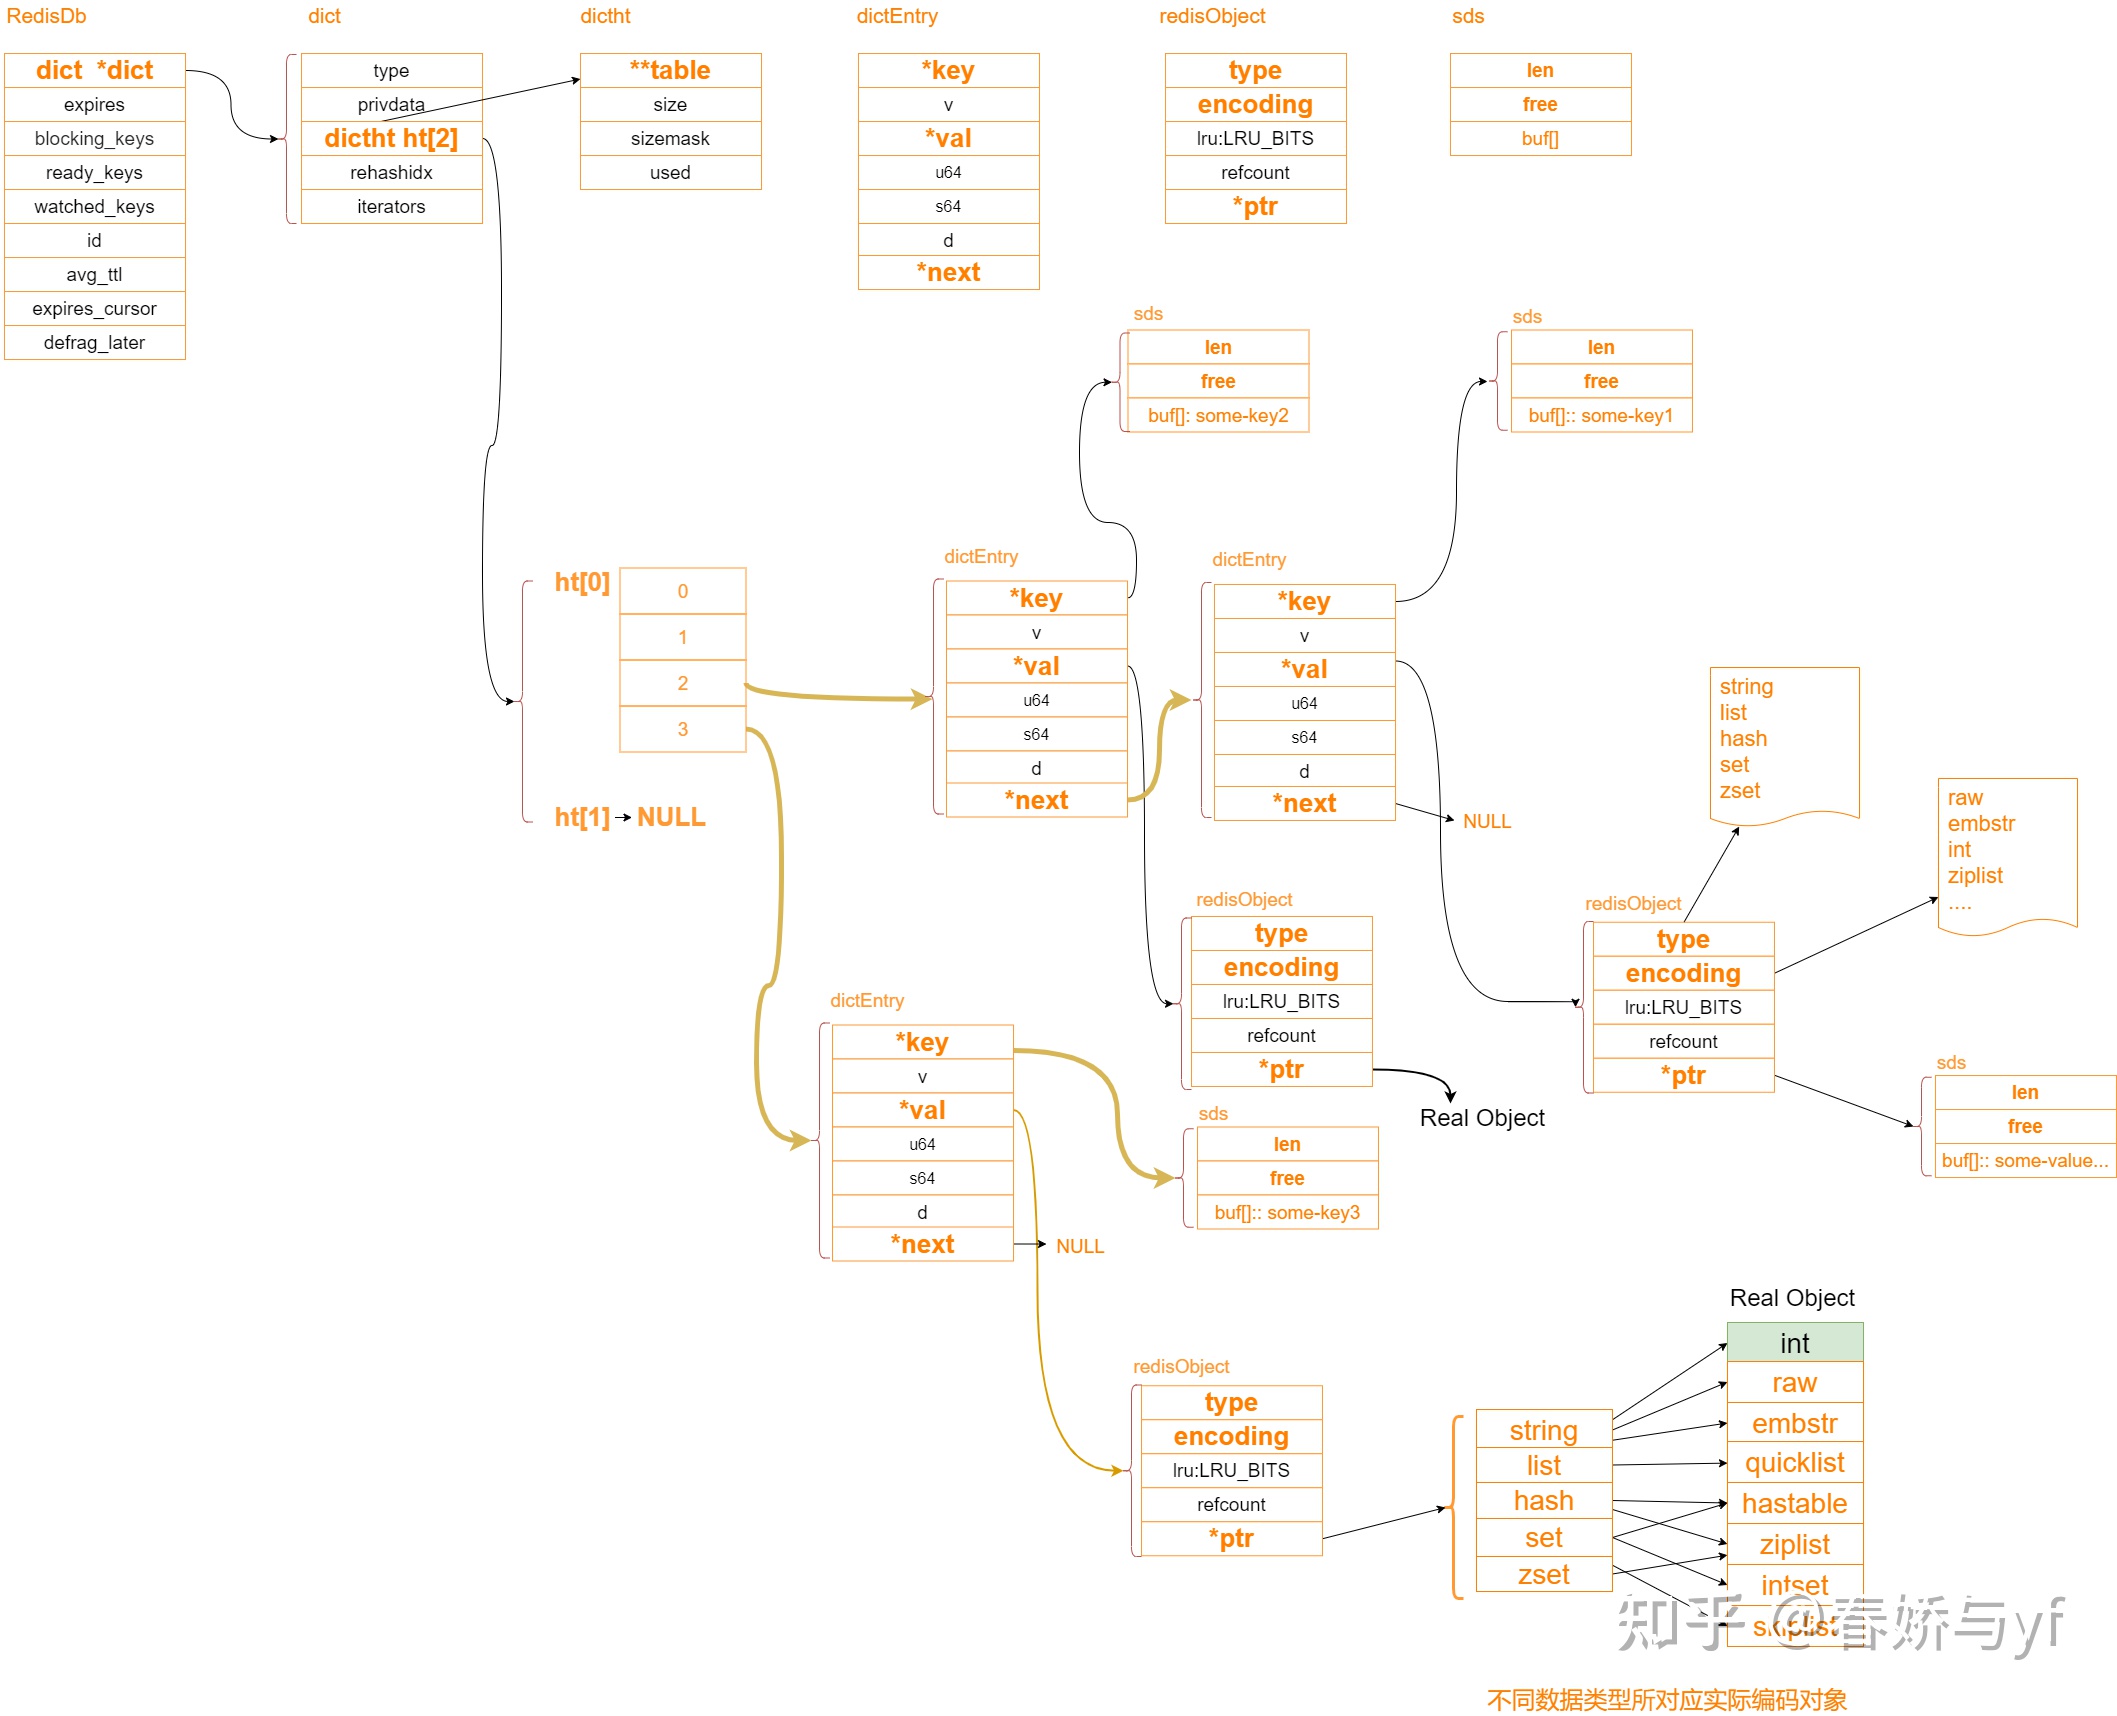 RedisDb
dict *dict
expires
blocking_keys
ready_keys
watched_keys
id
avg_ttl
expires_cursor
defrag_later
dict
type
privdata
dictht ht[2]
rehashidx
iterators
dictht
**table
size
sizemask
used
dictEntry
*key
v
*val
u64
s64
d
*next
redisObject
type
encoding
lru:LRU_BITS
refcount
*ptr
sds
len
free
buf[]
sds
len
free
buf[]: some-key2
sds
len
free
buf[]:: some-key1
ht[0]
0
1
2
3
ht[1]
NULL
dictEntry
*key
v
*val
u64
s64
d
*next
dictEntry
*key
v
*val
u64
s64
d
*next
NULL
string
list
hash
set
zset
raw
embstr
int
ziplist
....
redisObject
type
encoding
lru:LRU_BITS
refcount
*ptr
Real Object
redisObject
type
encoding
lru:LRU_BITS
refcount
*ptr
sds
len
free
buf[]:: some-value...
dictEntry
*key
v
*val
u64
s64
d
*next
NULL
sds
len
free
buf[]:: some-key3
redisObject
type
encoding
lru:LRU_BITS
refcount
*ptr
string
list
hash
set
zset
Real Object
int
raw
embstr
quicklist
hastable
ziplist
intset
skiplist
知乎 @春娇与yf
不同数据类型所对应实际编码对象